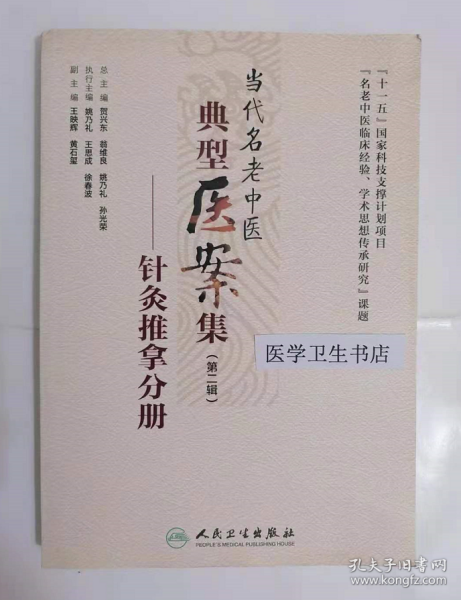 『十一五』国家科技支撑计划项目
『名老中医临床经验、学术思想传承研究』课题
当代名老中医
典型医案集(第二辑)
——针灸推拿分册
总主编 贺兴东 翁维良 姚乃礼 孙光荣
执行主编 姚乃礼 王思成 徐春波
副主编 王映辉 黄石玺
医学卫生书店
人民卫生出版社
PEOPLE'S MEDICAL PUBLISHING HOUSE
孔夫子旧书网
www.kongfz.com